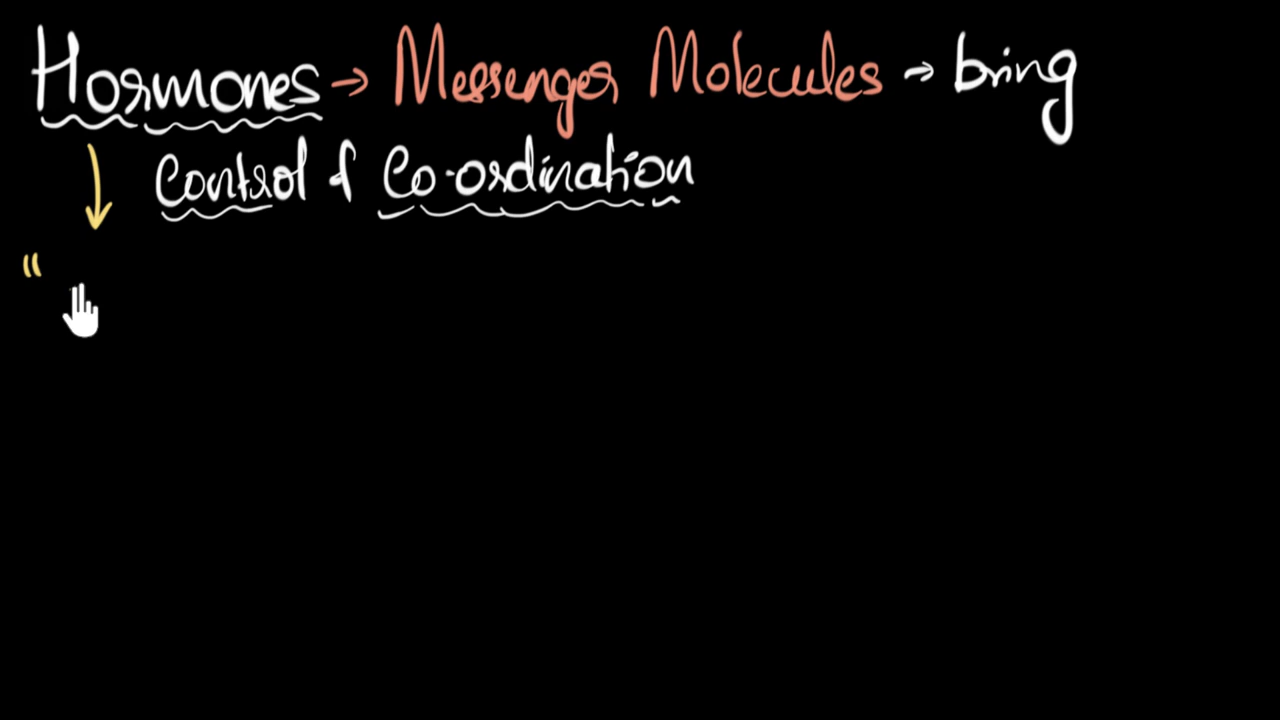 Hormones → Messenger Molecules → bring
Control & Co-ordination
"